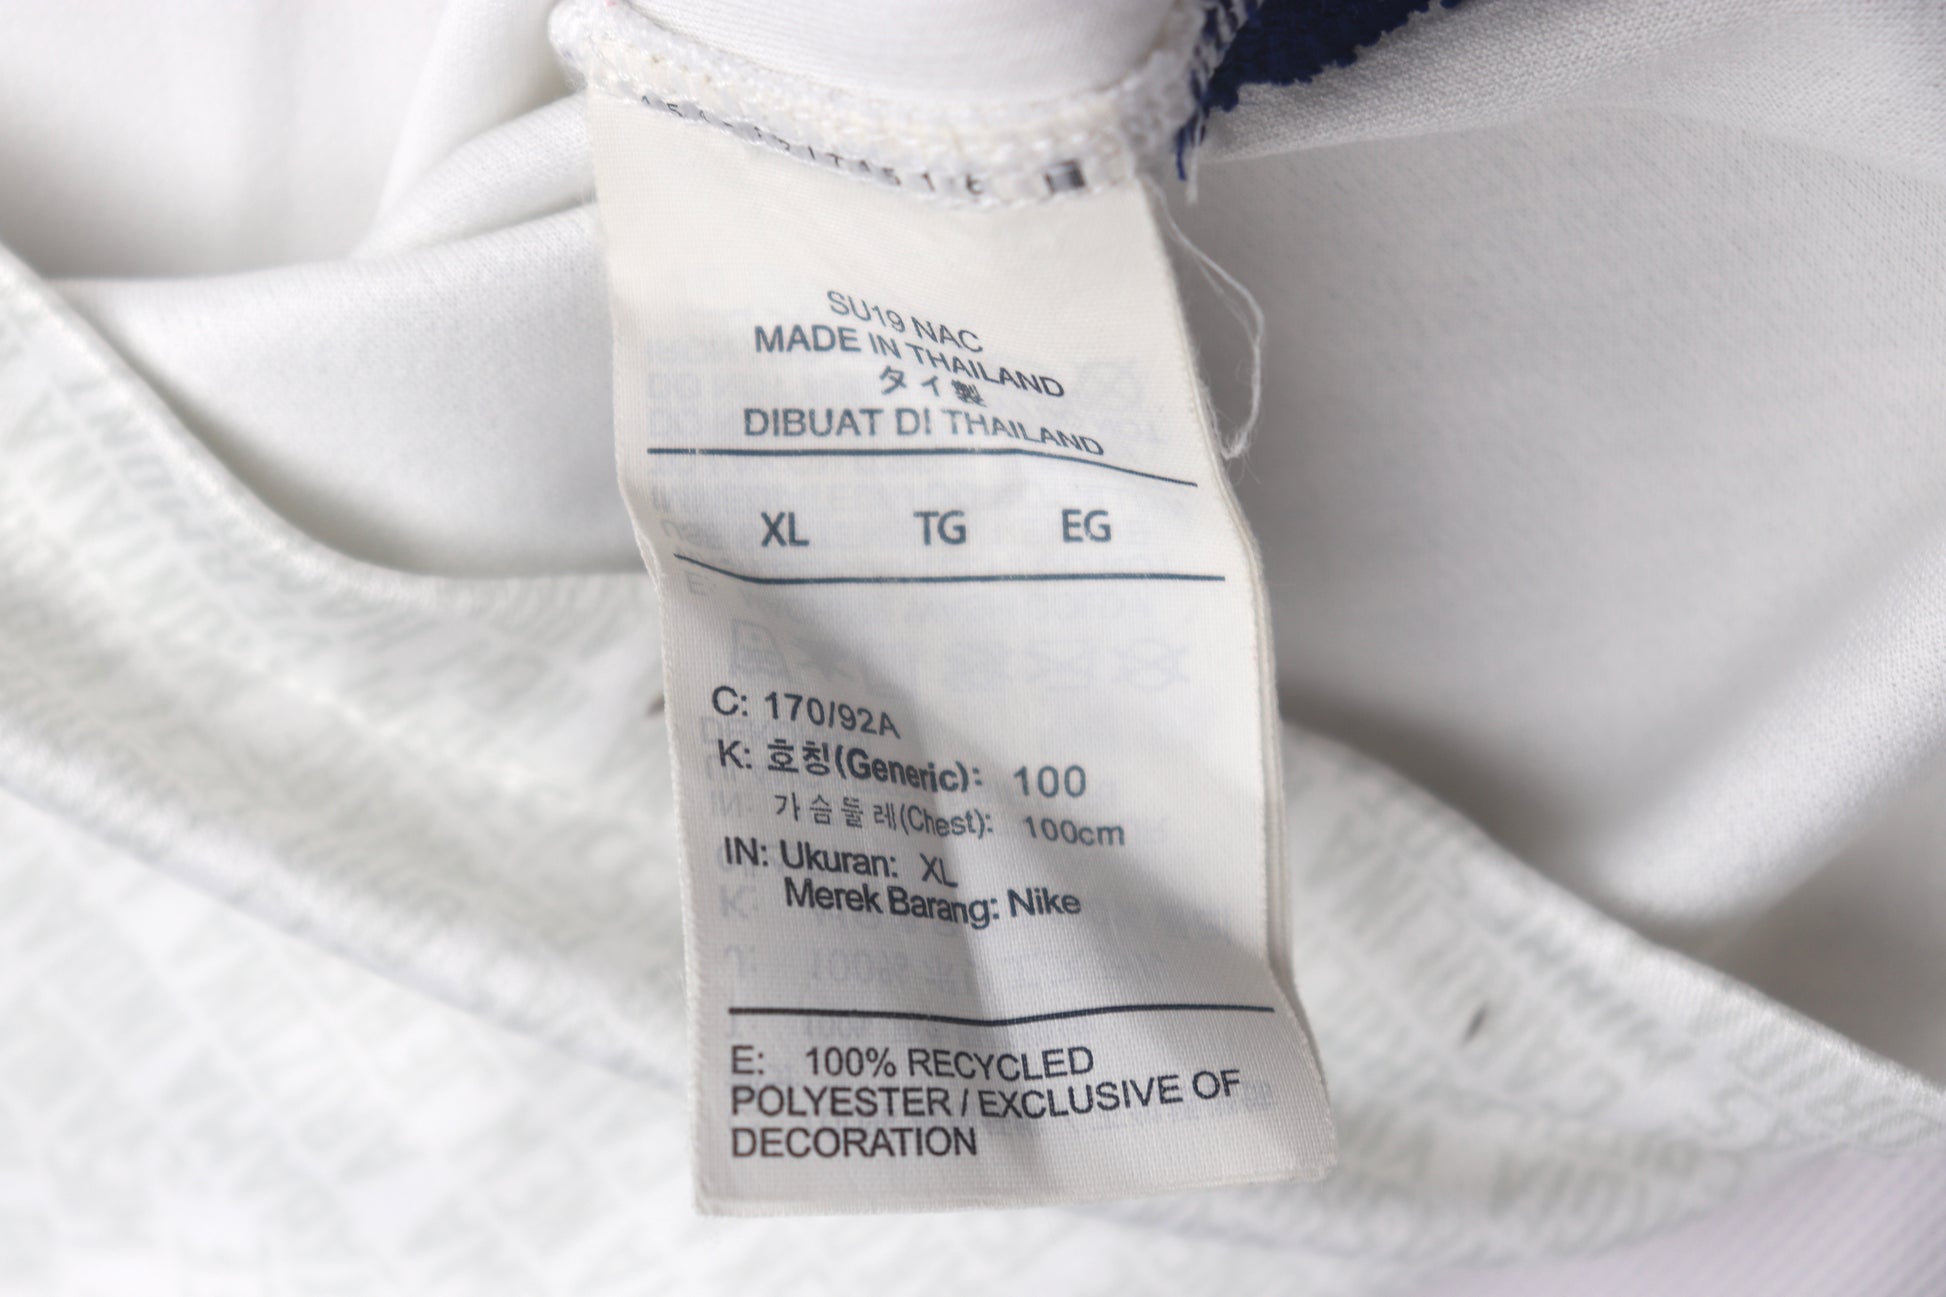 SU19 NAC
MADE IN THAILAND
タイ製
DIBUAT DI THAILAND
XL TG EG
C: 170/92A
K: 호칭(Generic): 100
가슴둘레(Chest): 100cm
IN: Ukuran: XL
Merek Barang: Nike
E: 100% RECYCLED
POLYESTER / EXCLUSIVE OF
DECORATION